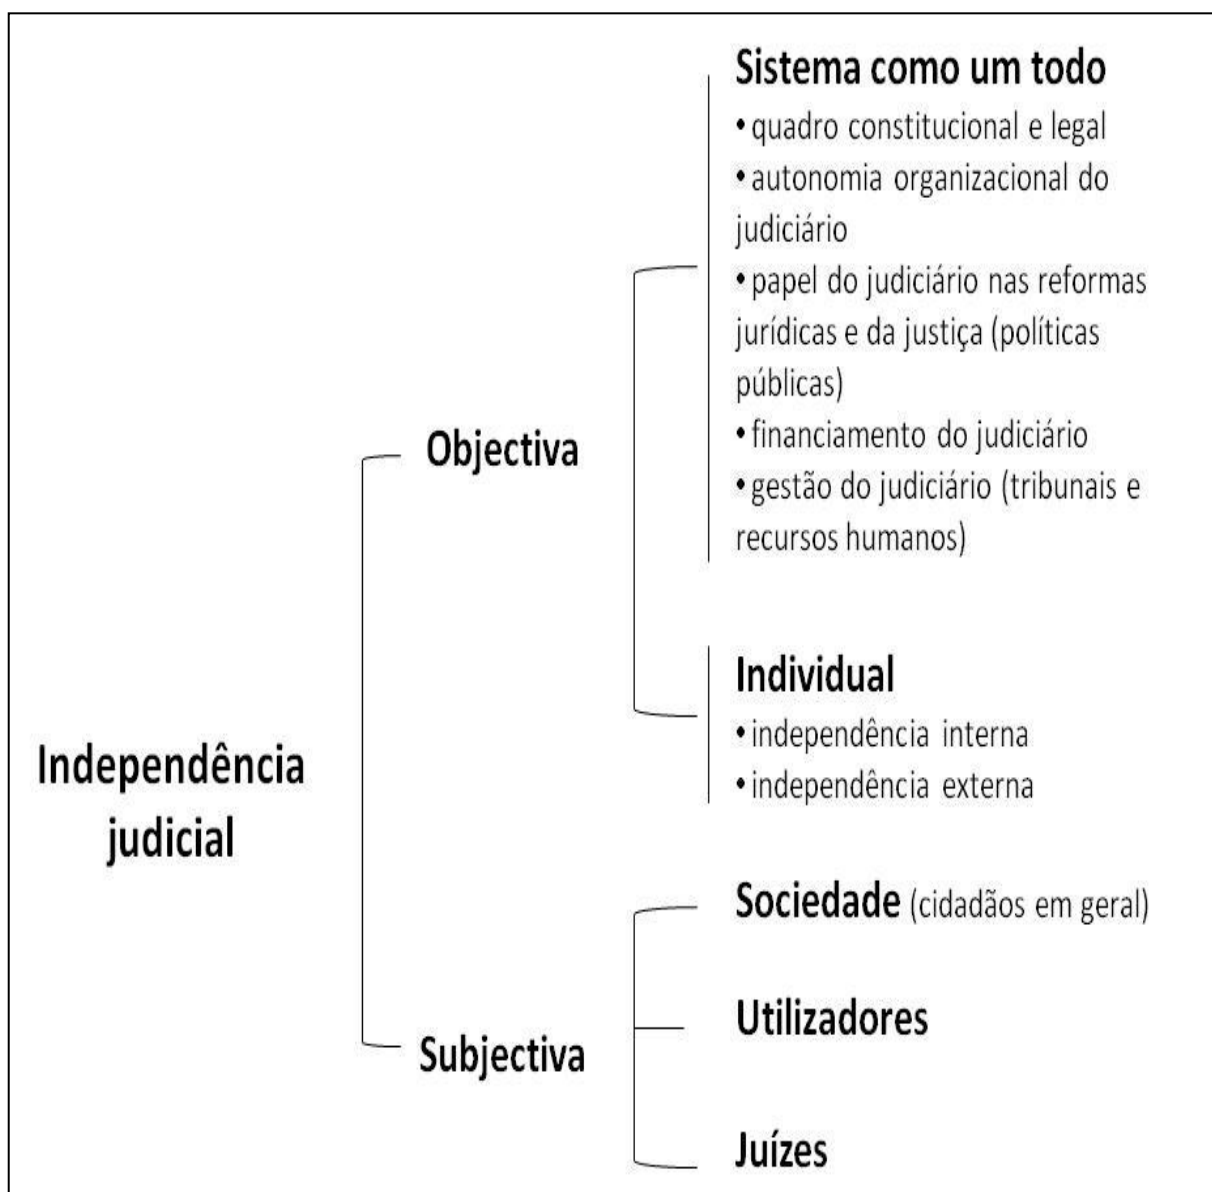 Independência
judicial
Objectiva
Sistema como um todo
• quadro constitucional e legal
• autonomia organizacional do
judiciário
• papel do judiciário nas reformas
jurídicas e da justiça (políticas
públicas)
• financiamento do judiciário
• gestão do judiciário (tribunais e
recursos humanos)
Individual
• independência interna
• independência externa
Subjectiva
Sociedade (cidadãos em geral)
Utilizadores
Juízes